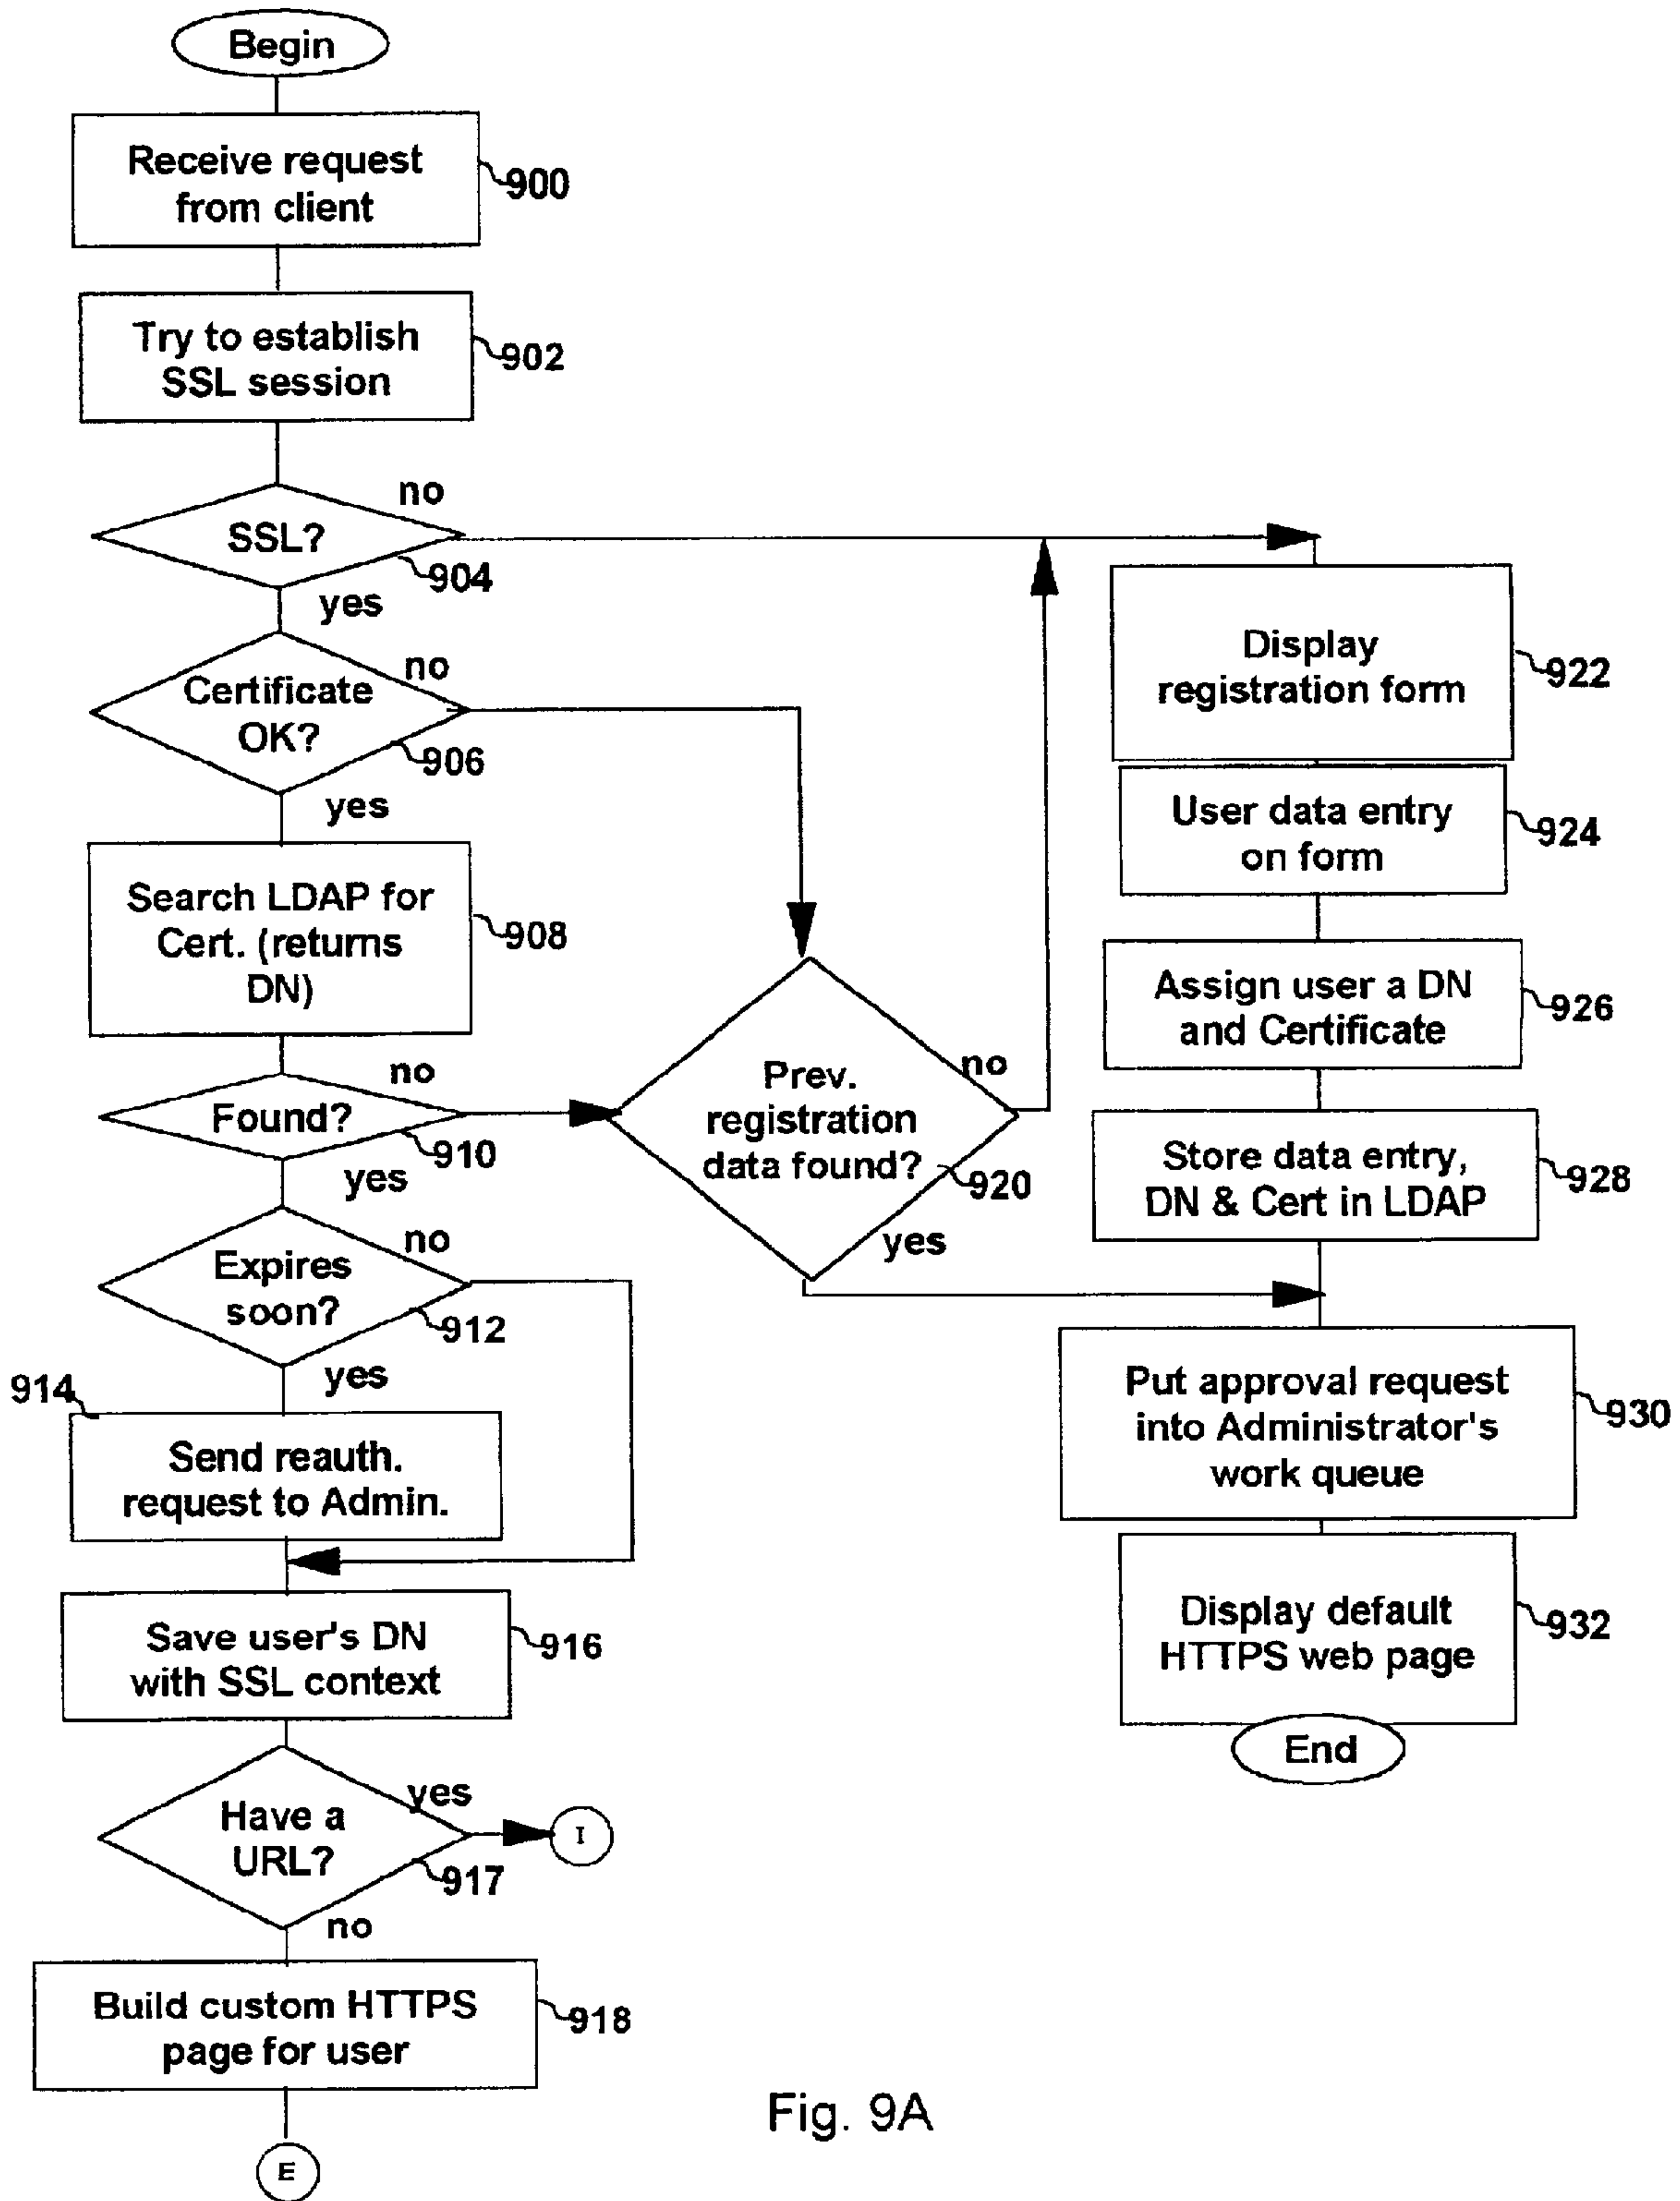 Begin
Receive request
from client
900
Try to establish
SSL session
902
no
SSL?
904
yes
no
Certificate
OK?
906
yes
Search LDAP for
Cert. (returns
DN)
908
no
Found?
910
yes
no
Expires
soon?
912
yes
914
Send reauth.
request to Admin.
Save user's DN
with SSL context
916
yes
Have a
URL?
I
917
no
Build custom HTTPS
page for user
918
E
no
Prev.
registration
data found?
920
yes
Display
registration form
922
User data entry
on form
924
Assign user a DN
and Certificate
926
Store data entry,
DN & Cert in LDAP
928
Put approval request
into Administrator's
work queue
930
Display default
HTTPS web page
932
End
Fig. 9A